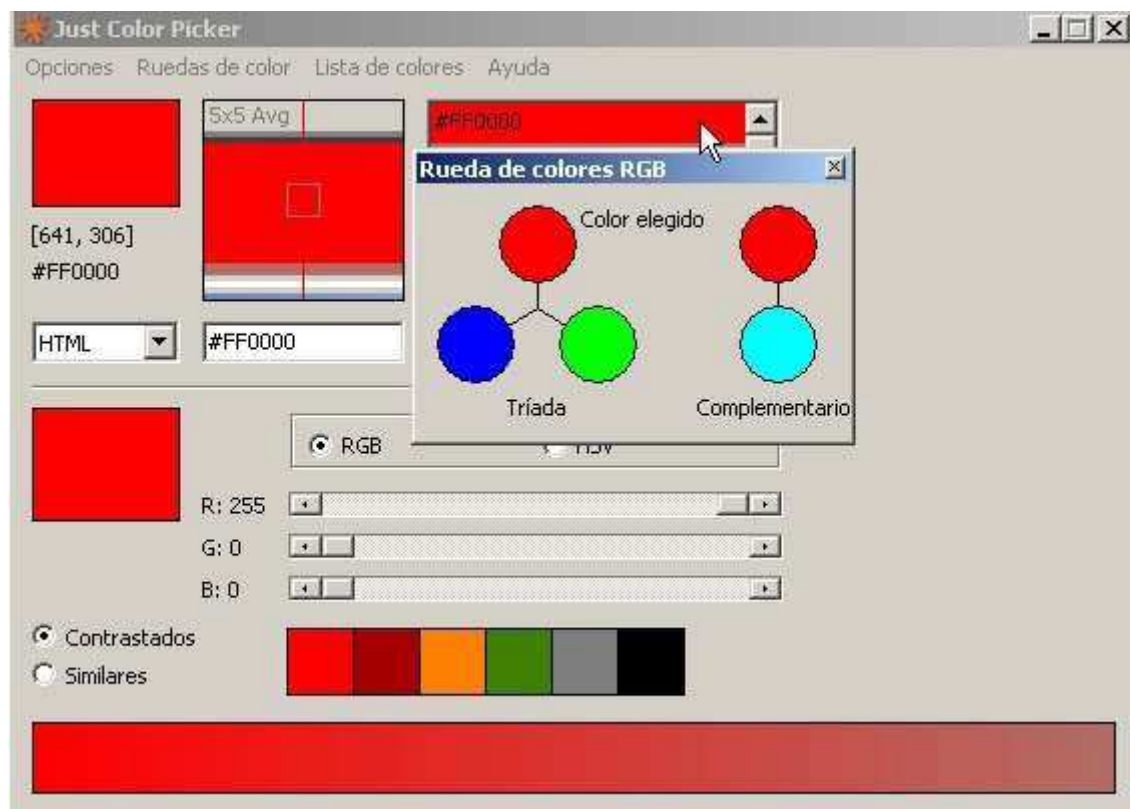 Just Color Picker
Opciones Ruedas de color Lista de colores Ayuda
5x5 Avg
#FF0000
Rueda de colores RGB
Color elegido
[641, 306]
#FF0000
HTML
#FF0000
Tríada
Complementario
RGB
HSV
R: 255
G: 0
B: 0
Contrastados
Similares